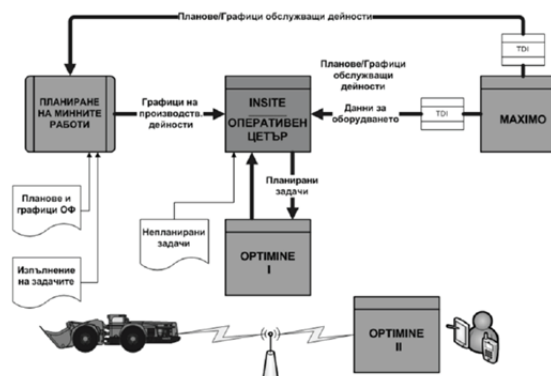 Планове/Графици обслужващи дейности
TDI
Планове/Графици
обслужващи
дейности
ПЛАНИРАНЕ
НА МИННИТЕ
РАБОТИ
Графици на
производств.
дейности
INSITE
ОПЕРАТИВЕН
ЦЕТЪР
Данни за
оборудването
TDI
MAXIMO
Планирани
задачи
Планове и
графици ОФ
Непланирани
задачи
OPTIMINE
I
Изпълнение
на задачите
OPTIMINE
II